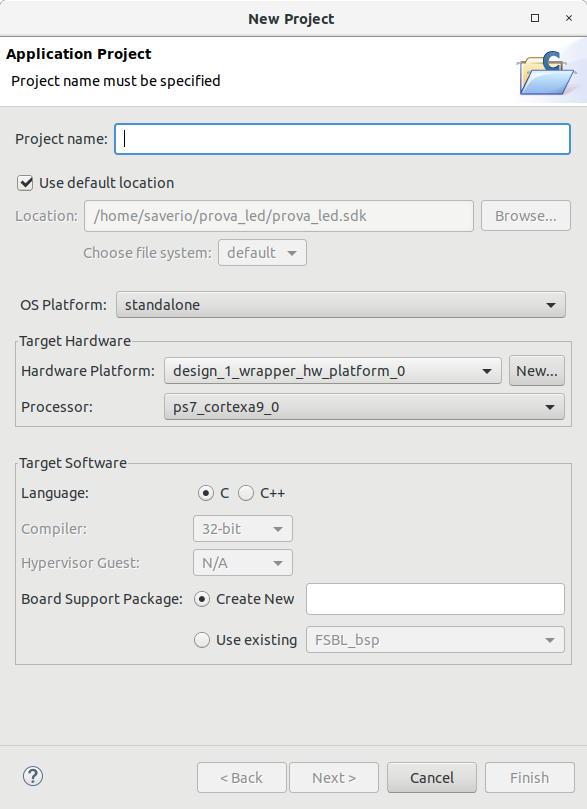 New Project
Application Project
Project name must be specified
Project name:
Use default location
Location: /home/saverio/prova_led/prova_led.sdk Browse...
Choose file system: default
OS Platform: standalone
Target Hardware
Hardware Platform: design_1_wrapper_hw_platform_0 New...
Processor: ps7_cortexa9_0
Target Software
Language: C C++
Compiler: 32-bit
Hypervisor Guest: N/A
Board Support Package: Create New
Use existing FSBL_bsp
? < Back Next > Cancel Finish